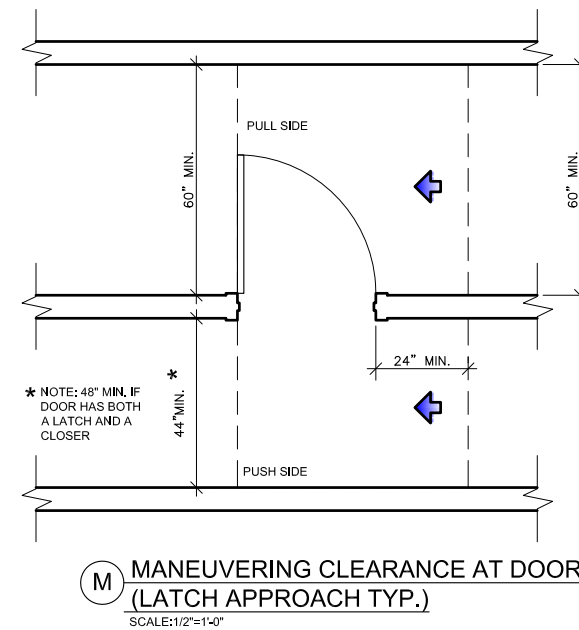 PULL SIDE
60" MIN.
60" MIN.
24" MIN.
* NOTE: 48" MIN. IF
DOOR HAS BOTH
A LATCH AND A
CLOSER
44"MIN. *
PUSH SIDE
M
MANEUVERING CLEARANCE AT DOOR
(LATCH APPROACH TYP.)
SCALE:1/2"=1'-0"